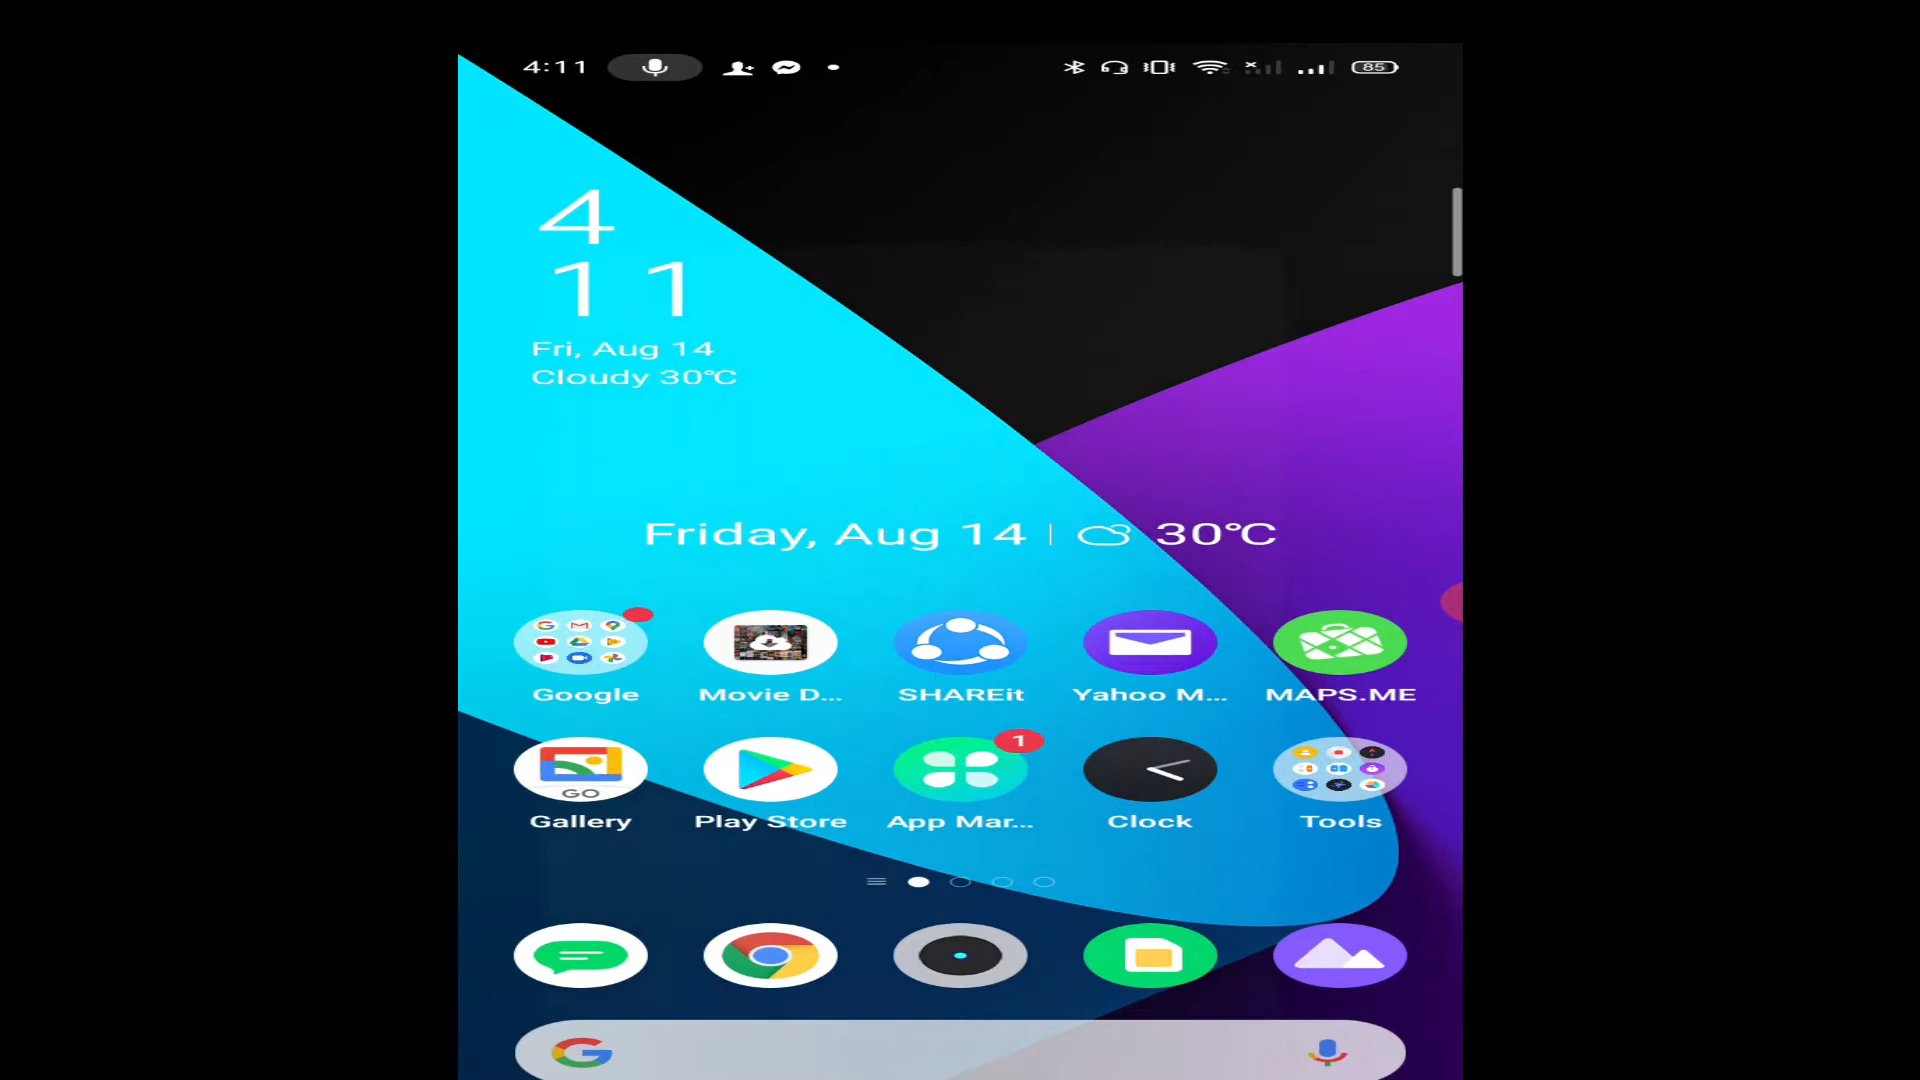 4:11
85
4
11
Fri, Aug 14
Cloudy 30°C
Friday, Aug 14 | 30°C
Google
Movie D...
SHAREit
Yahoo M...
MAPS.ME
1
GO
Gallery
Play Store
App Mar...
Clock
Tools